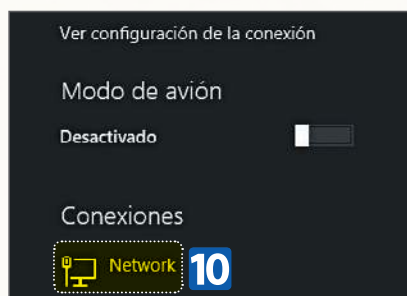 Ver configuración de la conexión
Modo de avión
Desactivado
Conexiones
Network 10